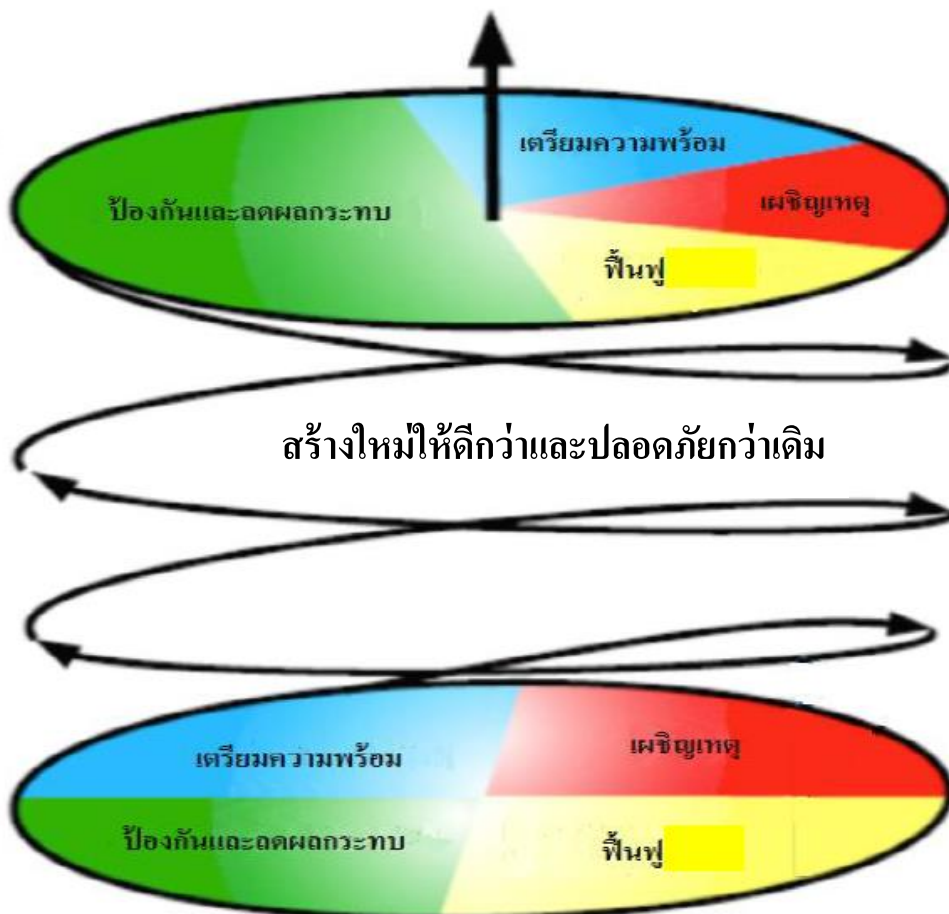 เตรียมความพร้อม
ป้องกันและลดผลกระทบ
เผชิญเหตุ
ฟื้นฟู
สร้างใหม่ให้ดีกว่าและปลอดภัยกว่าเดิม
เตรียมความพร้อม
เผชิญเหตุ
ป้องกันและลดผลกระทบ
ฟื้นฟู